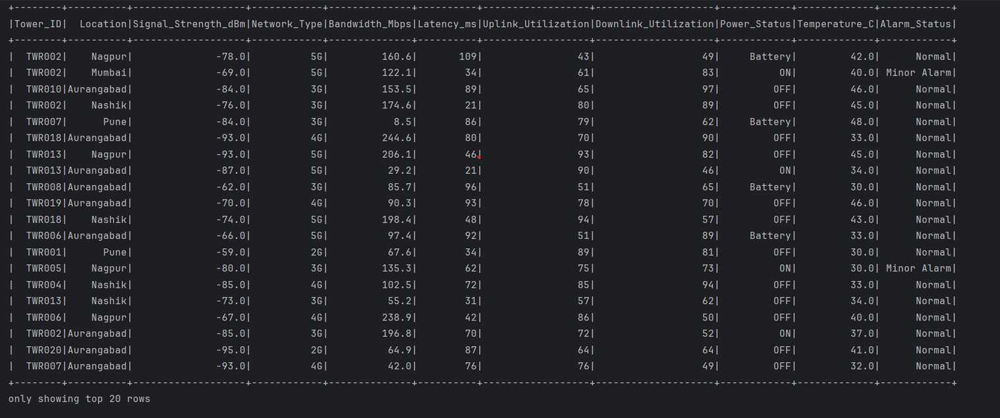 +--------+----------+-------------------+------------+--------------+----------+------------------+--------------------+------------+-------------+------------+
|Tower_ID|  Location|Signal_Strength_dBm|Network_Type|Bandwidth_Mbps|Latency_ms|Uplink_Utilization|Downlink_Utilization|Power_Status|Temperature_C|Alarm_Status|
+--------+----------+-------------------+------------+--------------+----------+------------------+--------------------+------------+-------------+------------+
|  TWR002|    Nagpur|              -78.0|          5G|         160.6|       109|                43|                  49|     Battery|         42.0|      Normal|
|  TWR002|    Mumbai|              -69.0|          5G|         122.1|        34|                61|                  83|          ON|         40.0| Minor Alarm|
|  TWR010|Aurangabad|              -84.0|          3G|         153.5|        89|                65|                  97|         OFF|         46.0|      Normal|
|  TWR002|    Nashik|              -76.0|          3G|         174.6|        21|                80|                  89|         OFF|         45.0|      Normal|
|  TWR007|      Pune|              -84.0|          3G|           8.5|        86|                79|                  62|     Battery|         48.0|      Normal|
|  TWR018|Aurangabad|              -93.0|          4G|         244.6|        80|                70|                  90|         OFF|         33.0|      Normal|
|  TWR013|    Nagpur|              -93.0|          5G|         206.1|        46|                93|                  82|         OFF|         45.0|      Normal|
|  TWR013|Aurangabad|              -87.0|          5G|          29.2|        21|                90|                  46|          ON|         34.0|      Normal|
|  TWR008|Aurangabad|              -62.0|          3G|          85.7|        96|                51|                  65|     Battery|         30.0|      Normal|
|  TWR019|Aurangabad|              -70.0|          4G|          90.3|        93|                78|                  70|         OFF|         46.0|      Normal|
|  TWR018|    Nashik|              -74.0|          5G|         198.4|        48|                94|                  57|         OFF|         43.0|      Normal|
|  TWR006|Aurangabad|              -66.0|          5G|          97.4|        92|                51|                  89|     Battery|         33.0|      Normal|
|  TWR001|      Pune|              -59.0|          2G|          67.6|        34|                89|                  81|         OFF|         30.0|      Normal|
|  TWR005|    Nagpur|              -80.0|          3G|         135.3|        62|                75|                  73|          ON|         30.0| Minor Alarm|
|  TWR004|    Nashik|              -85.0|          4G|         102.5|        72|                85|                  94|         OFF|         33.0|      Normal|
|  TWR013|    Nashik|              -73.0|          3G|          55.2|        31|                57|                  62|         OFF|         34.0|      Normal|
|  TWR006|    Nagpur|              -67.0|          4G|         238.9|        42|                86|                  50|         OFF|         40.0|      Normal|
|  TWR002|Aurangabad|              -85.0|          3G|         196.8|        70|                72|                  52|          ON|         37.0|      Normal|
|  TWR020|Aurangabad|              -95.0|          2G|          64.9|        87|                64|                  64|         OFF|         41.0|      Normal|
|  TWR007|Aurangabad|              -93.0|          4G|          42.0|        76|                76|                  49|         OFF|         32.0|      Normal|
+--------+----------+-------------------+------------+--------------+----------+------------------+--------------------+------------+-------------+------------+
only showing top 20 rows